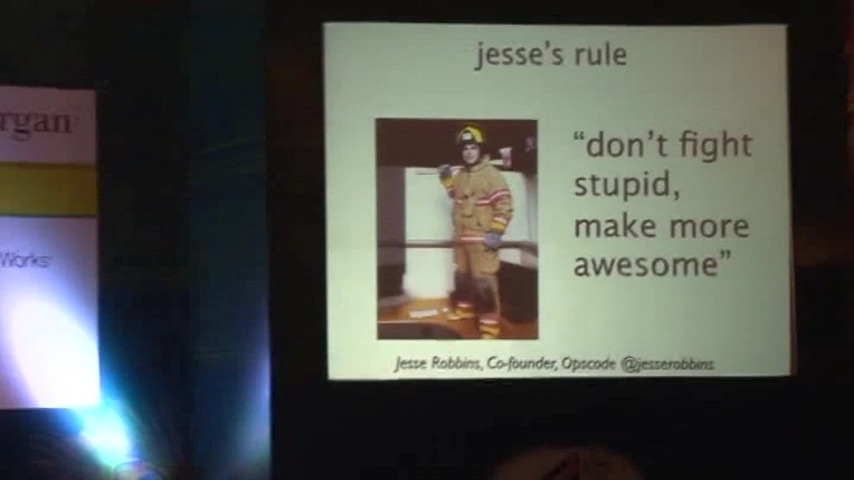 jesse's rule
"don't fight
stupid,
make more
awesome"
Jesse Robbins, Co-founder, Opscode @jesserobbins
rgan
Works